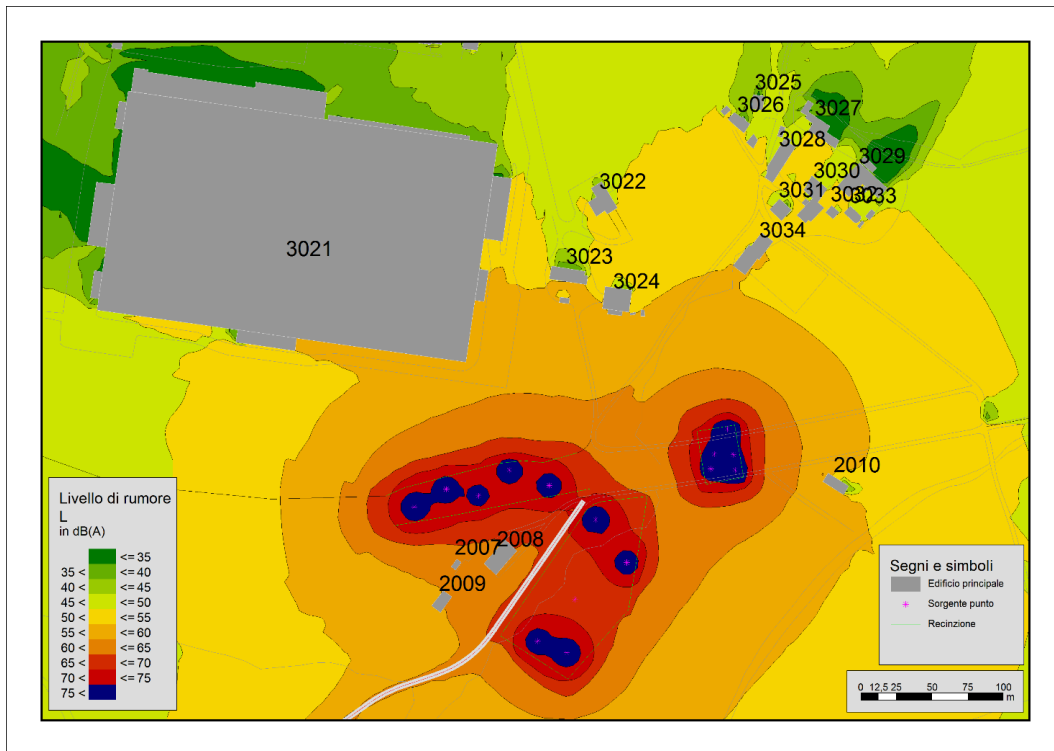 3025
3026
3027
3028
3029
3022
3030
3031
3032
3033
3034
3021
3023
3024
2010
2008
2007
2009
Livello di rumore
L
in dB(A)
<= 35
35 < <= 40
40 < <= 45
45 < <= 50
50 < <= 55
55 < <= 60
60 < <= 65
65 < <= 70
70 < <= 75
75 <
Segni e simboli
Edificio principale
Sorgente punto
Recinzione
0 12,5 25 50 75 100
m